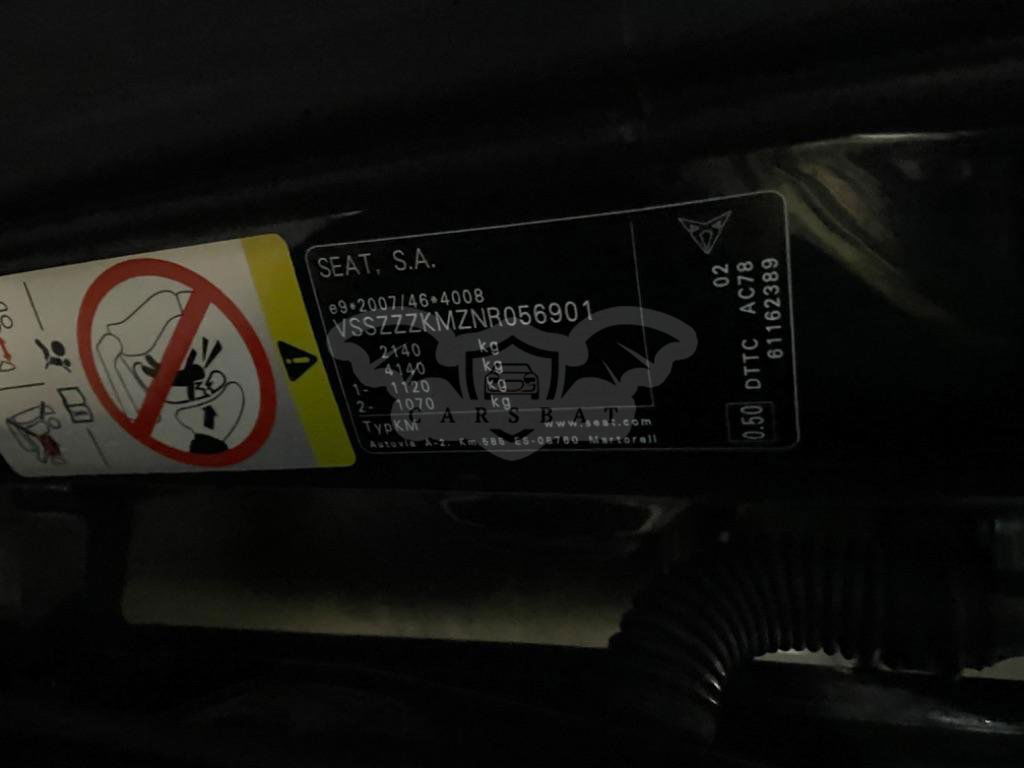 SEAT, S.A.
e9*2007/46*4008
VSSZZZKMZNR056901
2140 kg
4140 kg
1- 1120 kg
2- 1070 kg
TypKM www.seat.com
Autovia A-2, Km.585 ES-08760 Martorell
0.50 DTTC AC78 02
61162389
CARSBAT